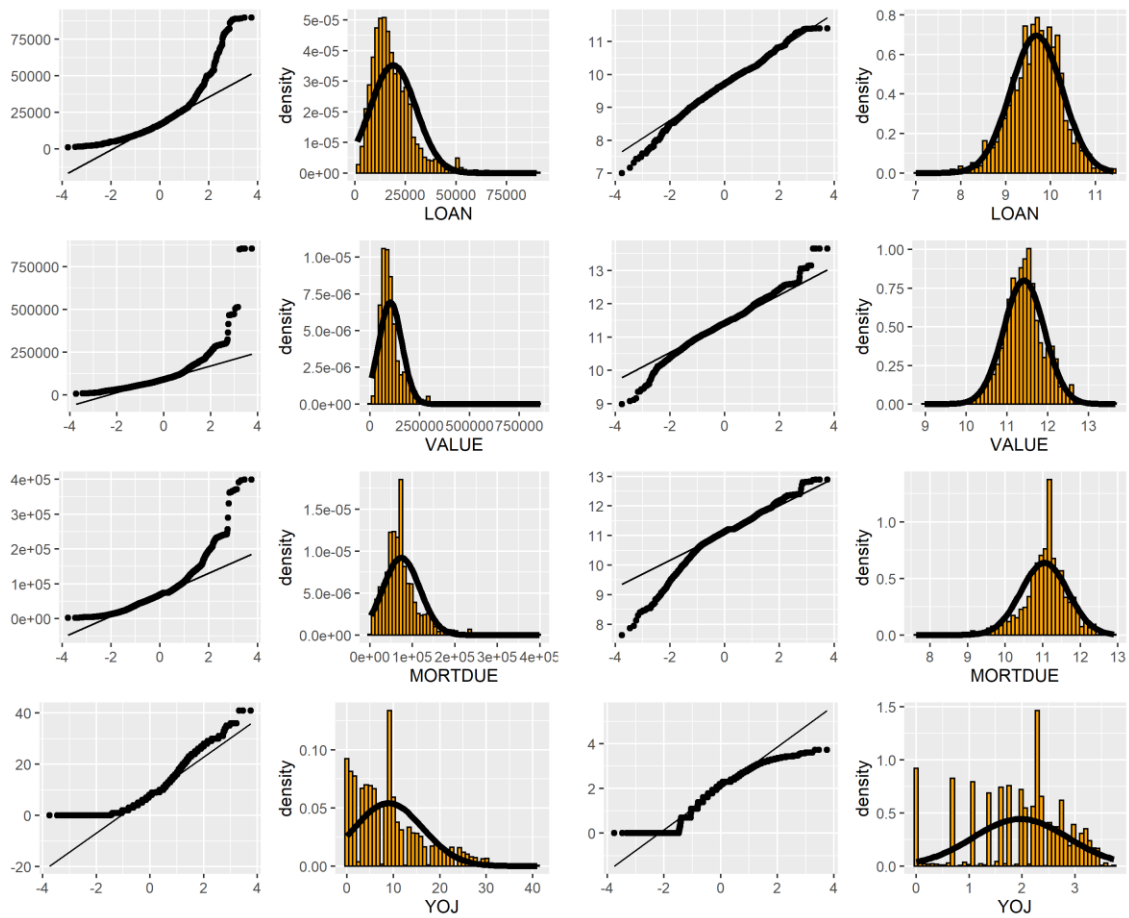 75000
50000
25000
0
-4 -2 0 2 4
density
5e-05
4e-05
3e-05
2e-05
1e-05
0e+00
0 25000 50000 75000
LOAN
11
10
9
8
7
-4 -2 0 2 4
density
0.8
0.6
0.4
0.2
0.0
7 8 9 10 11
LOAN
750000
500000
250000
0
-4 -2 0 2 4
density
1.0e-05
7.5e-06
5.0e-06
2.5e-06
0.0e+00
0 250000 500000 750000
VALUE
13
12
11
10
9
-4 -2 0 2 4
density
1.00
0.75
0.50
0.25
0.00
9 10 11 12 13
VALUE
4e+05
3e+05
2e+05
1e+05
0e+00
-4 -2 0 2 4
density
1.5e-05
1.0e-05
5.0e-06
0.0e+00
0e+00 1e+05 2e+05 3e+05 4e+05
MORTDUE
13
12
11
10
9
8
-4 -2 0 2 4
density
1.0
0.5
0.0
8 9 10 11 12 13
MORTDUE
40
20
0
-20
-4 -2 0 2 4
density
0.10
0.05
0.00
0 10 20 30 40
YOJ
4
2
0
-4 -2 0 2 4
density
1.5
1.0
0.5
0.0
0 1 2 3
YOJ